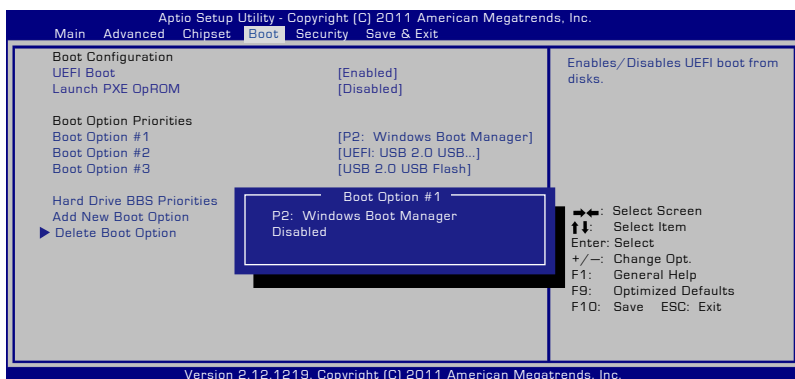 Aptio Setup Utility - Copyright (C) 2011 American Megatrends, Inc.
Main Advanced Chipset Boot Security Save & Exit
Boot Configuration
UEFI Boot [Enabled]
Launch PXE OpROM [Disabled]
Boot Option Priorities
Boot Option #1 [P2: Windows Boot Manager]
Boot Option #2 [UEFI: USB 2.0 USB...]
Boot Option #3 [USB 2.0 USB Flash]
Hard Drive BBS Priorities
Add New Boot Option
Delete Boot Option
Boot Option #1
P2: Windows Boot Manager
Disabled
Enables/Disables UEFI boot from
disks.
→←: Select Screen
↑↓: Select Item
Enter: Select
+/—: Change Opt.
F1: General Help
F9: Optimized Defaults
F10: Save ESC: Exit
Version 2.12.1219. Copyright (C) 2011 American Megatrends, Inc.